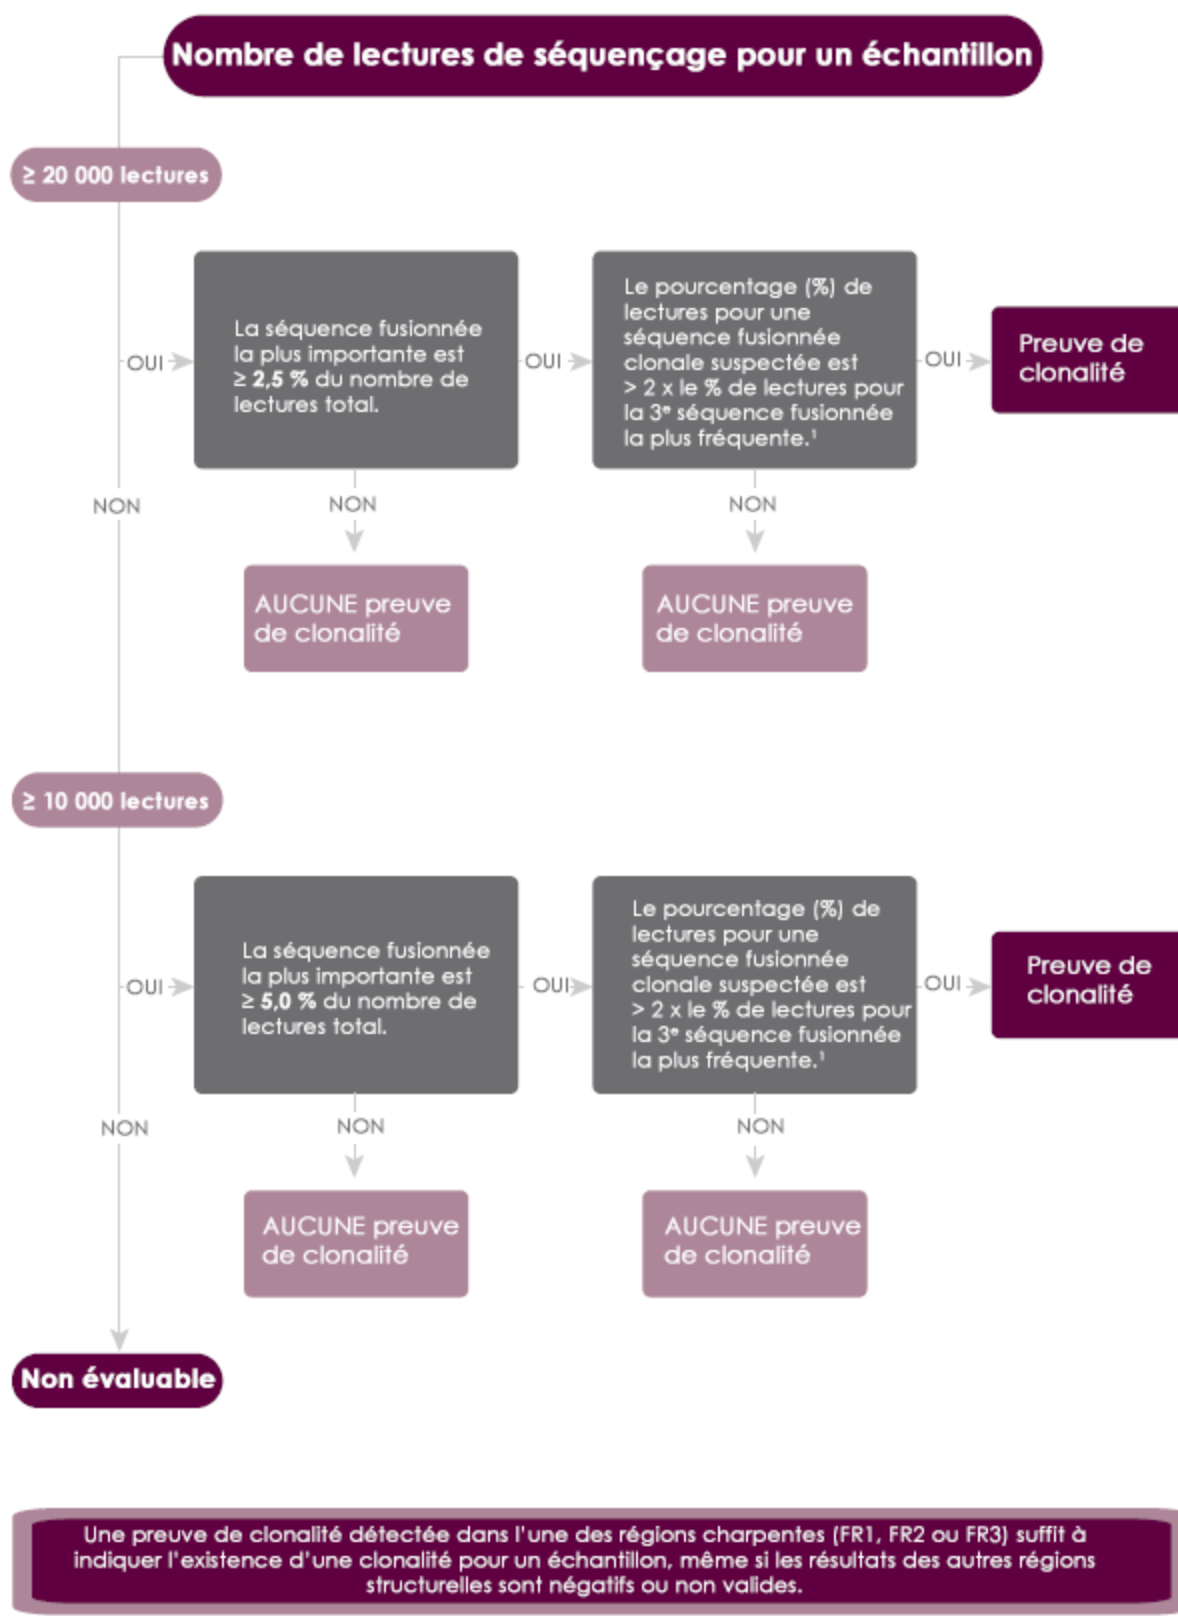 Nombre de lectures de séquençage pour un échantillon
≥ 20 000 lectures
OUI
La séquence fusionnée
la plus importante est
≥ 2,5 % du nombre de
lectures total.
OUI
Le pourcentage (%) de
lectures pour une
séquence fusionnée
clonale suspectée est
> 2 x le % de lectures pour
la 3e séquence fusionnée
la plus fréquente.¹
OUI
Preuve de
clonalité
NON
NON
NON
AUCUNE preuve
de clonalité
AUCUNE preuve
de clonalité
≥ 10 000 lectures
OUI
La séquence fusionnée
la plus importante est
≥ 5,0 % du nombre de
lectures total.
OUI
Le pourcentage (%) de
lectures pour une
séquence fusionnée
clonale suspectée est
> 2 x le % de lectures pour
la 3e séquence fusionnée
la plus fréquente.¹
OUI
Preuve de
clonalité
NON
NON
NON
AUCUNE preuve
de clonalité
AUCUNE preuve
de clonalité
Non évaluable
Une preuve de clonalité détectée dans l'une des régions charpentes (FR1, FR2 ou FR3) suffit à
indiquer l'existence d'une clonalité pour un échantillon, même si les résultats des autres régions
structurelles sont négatifs ou non valides.